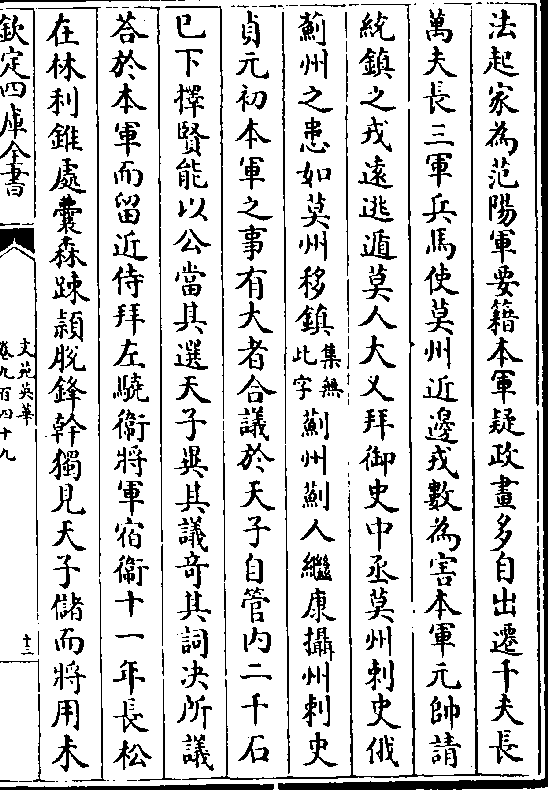 法起家為范陽軍要籍本軍疑政畫多自出遷千夫長
萬夫長三軍兵馬使莫州近邊戎數為害本軍元帥請
統鎮之戎遠逃遁莫人大乂拜御史中丞莫州刺史俄
薊州之患如莫州移鎮集無此字薊州薊人繼康攝州刺史
貞元初本軍之事有大者合議於天子自管内二千石
已下擇賢能以公當其選天子異其議竒其詞决所議
荅於本軍而留近侍拜左驍衛將軍宿衛十一年長松
在林利錐處囊森踈潁脫鋒幹獨見天子儲而將用未
欽定四庫全書
文苑英華
卷九百四十九
十三